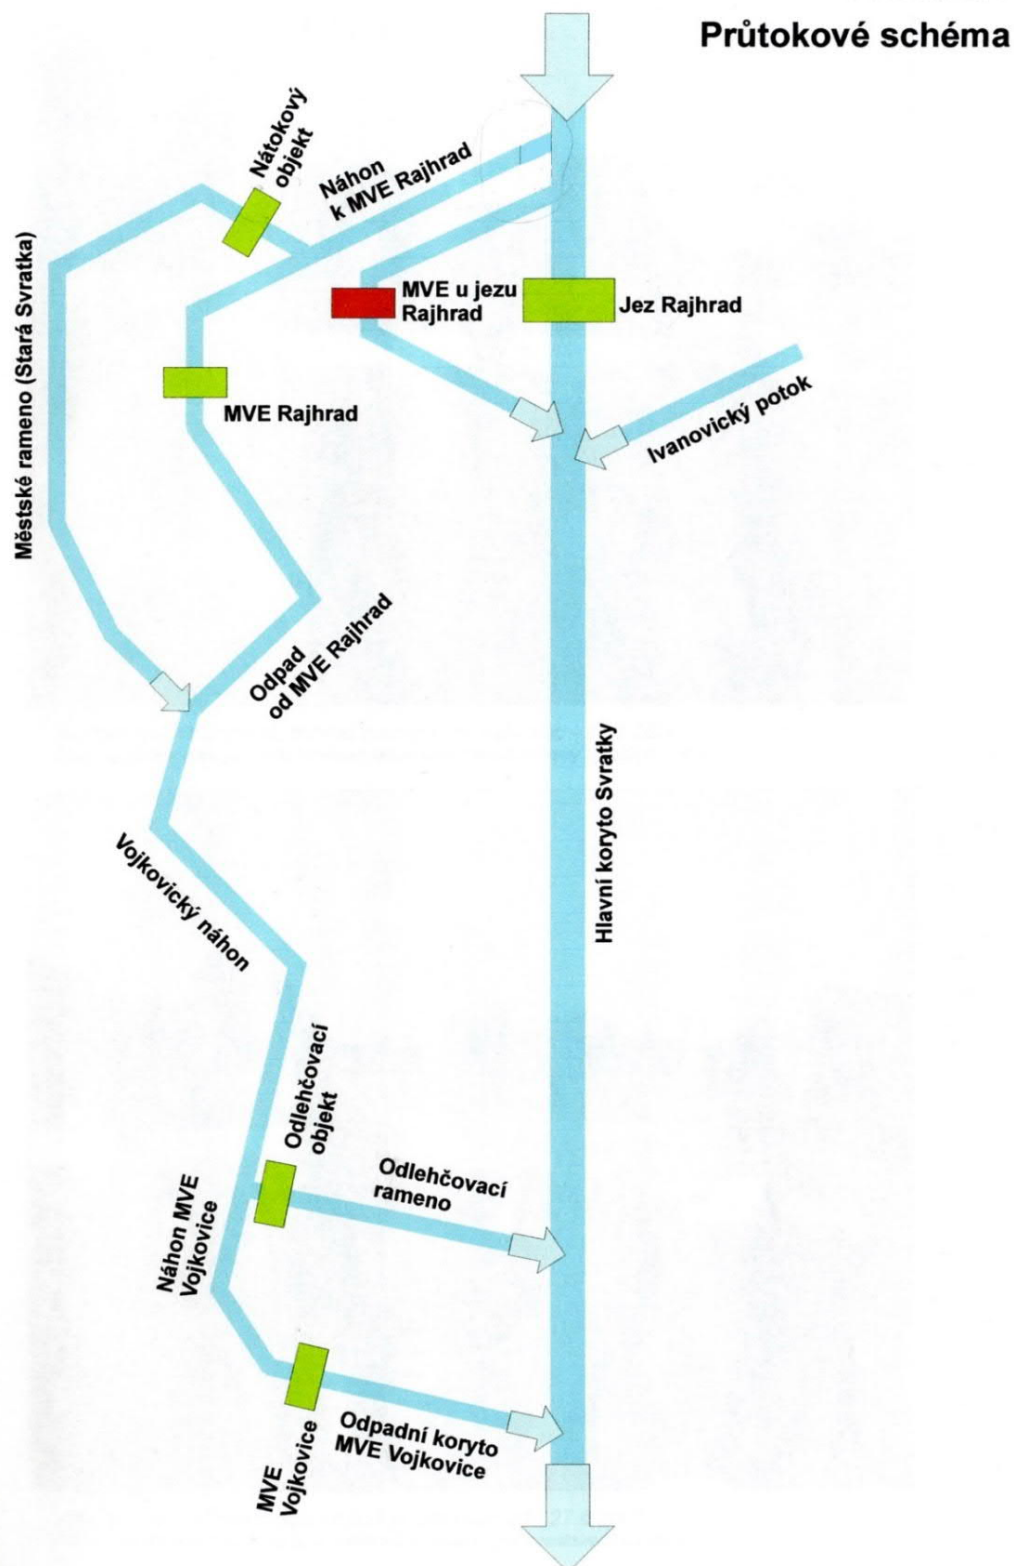 Průtokové schéma
Nátokový
objekt
Náhon
k MVE Rajhrad
Městské rameno (Stará Svratka)
MVE u jezu
Rajhrad
Jez Rajhrad
MVE Rajhrad
Ivanovický potok
Odpad
od MVE Rajhrad
Hlavní koryto Svratky
Vojkovický náhon
Odlehčovací
objekt
Odlehčovací
rameno
Náhon MVE
Vojkovice
Odpadní koryto
MVE Vojkovice
MVE
Vojkovice